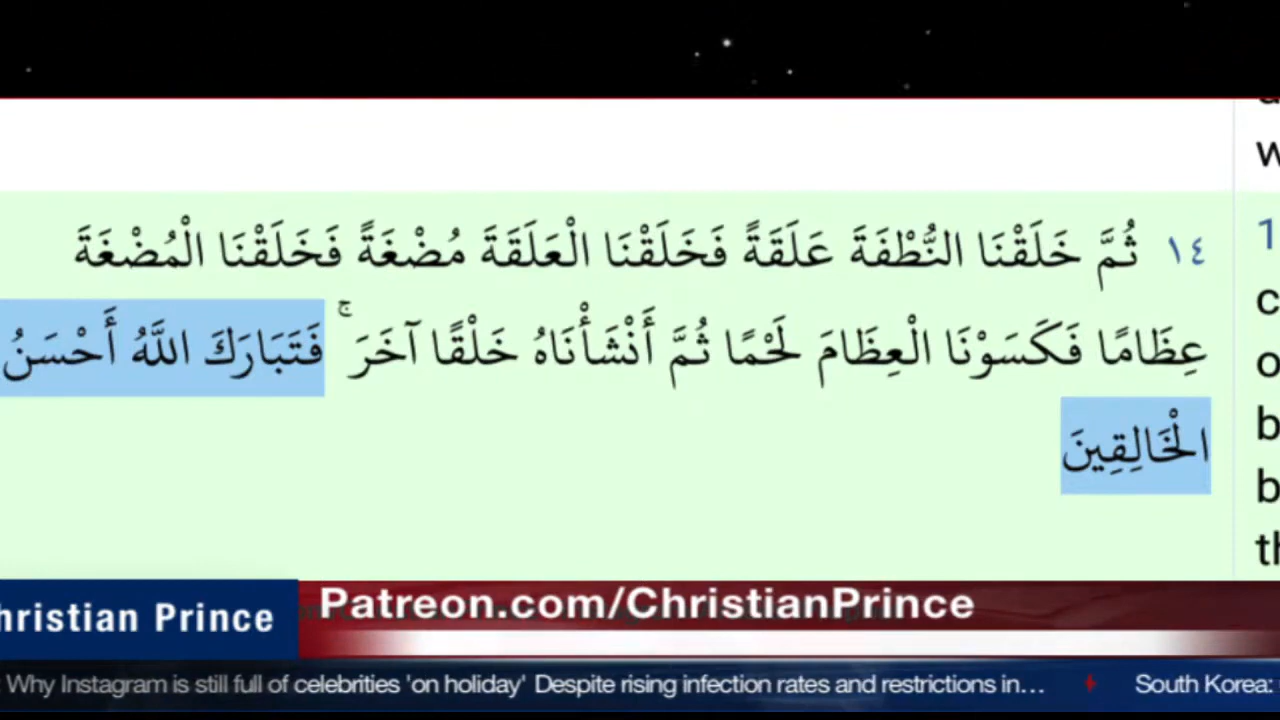 ١٤ ثُمَّ خَلَقْنَا النُّطْفَةَ عَلَقَةً فَخَلَقْنَا الْعَلَقَةَ مُضْغَةً فَخَلَقْنَا الْمُضْغَةَ
عِظَامًا فَكَسَوْنَا الْعِظَامَ لَحْمًا ثُمَّ أَنْشَأْنَاهُ خَلْقًا آخَرَ ۚ فَتَبَارَكَ اللَّهُ أَحْسَنُ
الْخَالِقِينَ
hristian Prince
Patreon.com/ChristianPrince
Why Instagram is still full of celebrities 'on holiday' Despite rising infection rates and restrictions in… South Korea: